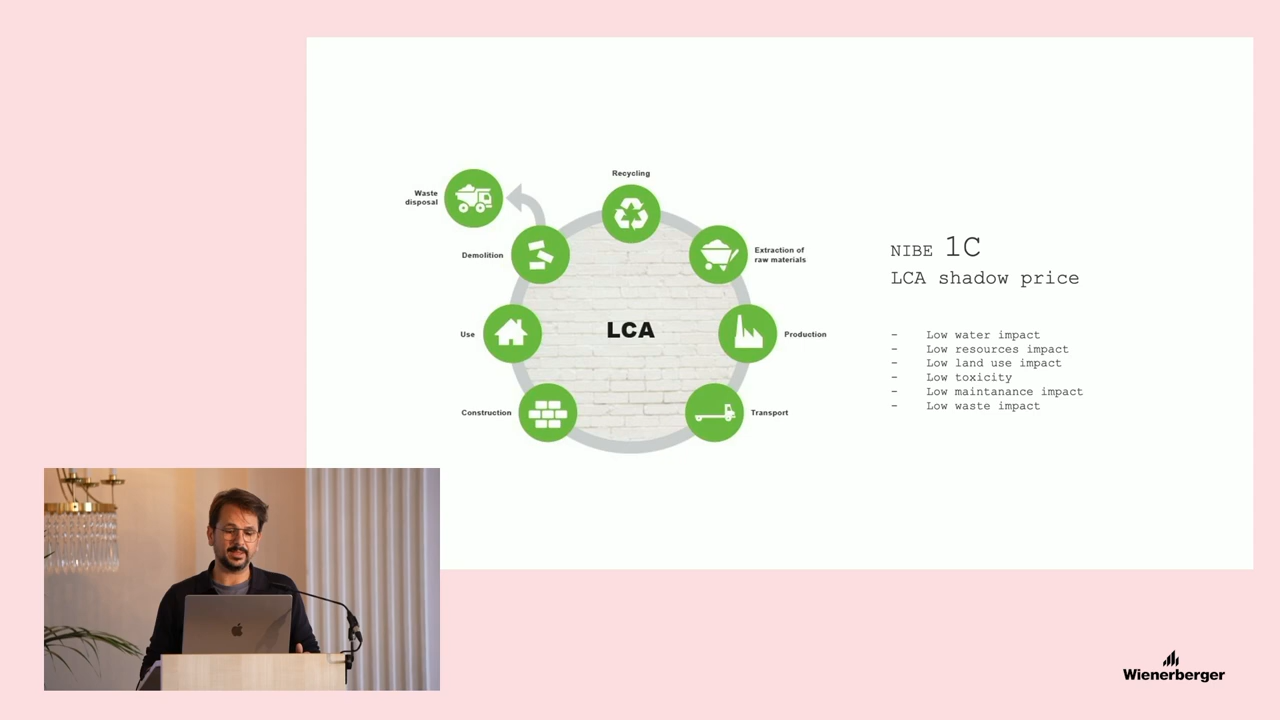 Recycling
Waste
disposal
Demolition
Extraction of
raw materials
Use
LCA
Production
Construction
Transport
NIBE 1C
LCA shadow price
- Low water impact
- Low resources impact
- Low land use impact
- Low toxicity
- Low maintanance impact
- Low waste impact
Wienerberger